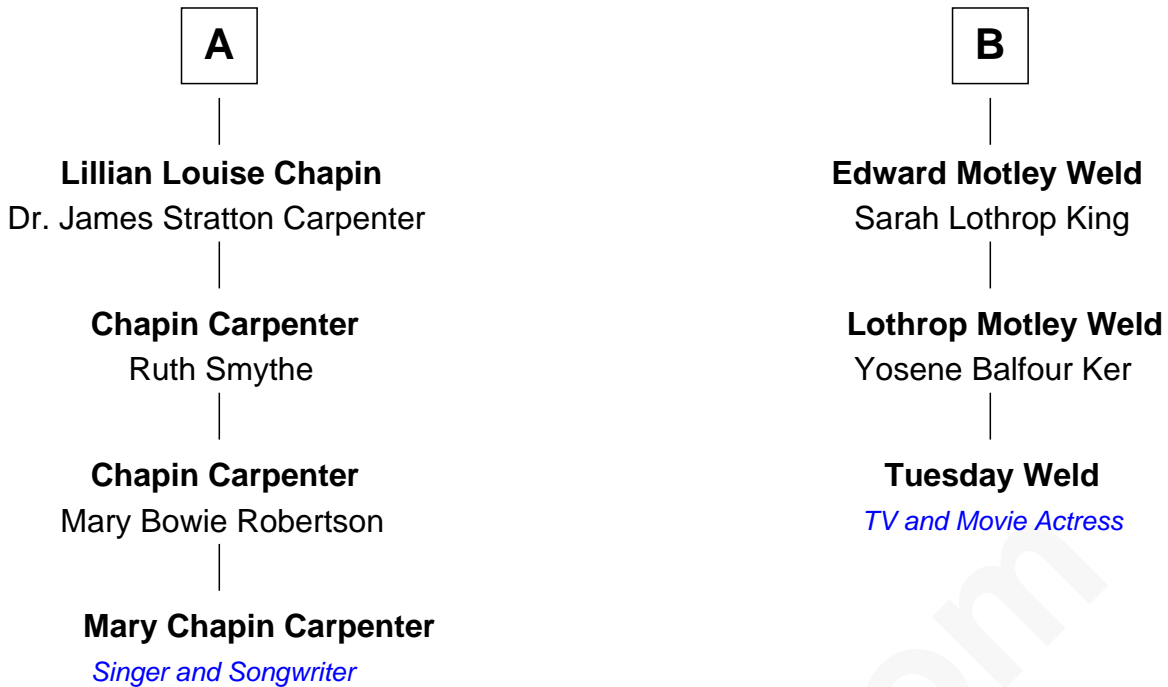 A
Lillian Louise Chapin
Dr. James Stratton Carpenter
Chapin Carpenter
Ruth Smythe
Chapin Carpenter
Mary Bowie Robertson
Mary Chapin Carpenter
Singer and Songwriter
B
Edward Motley Weld
Sarah Lothrop King
Lothrop Motley Weld
Yosene Balfour Ker
Tuesday Weld
TV and Movie Actress
om